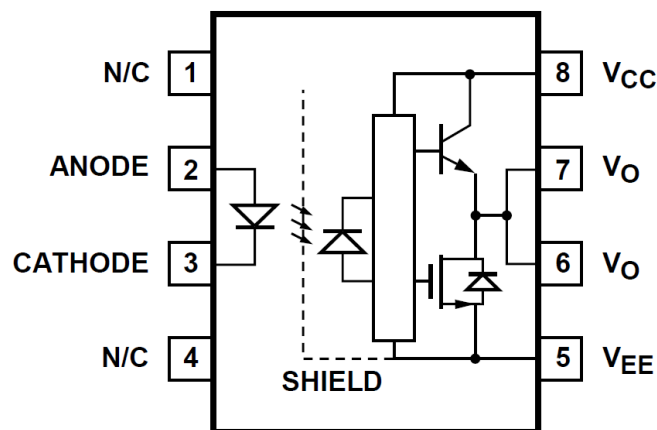 N/C 1
8 VCC
ANODE 2
7 VO
CATHODE 3
6 VO
N/C 4
5 VEE
SHIELD